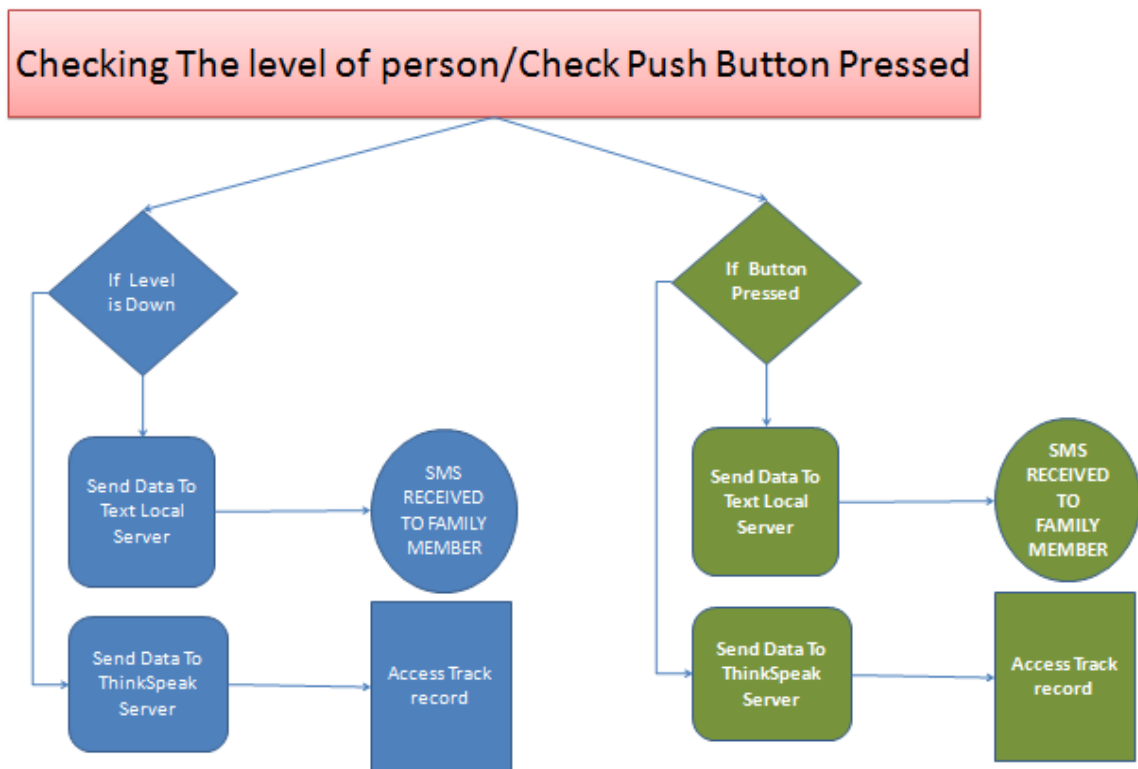 Checking The level of person/Check Push Button Pressed
If Level
is Down
If Button
Pressed
Send Data To
Text Local
Server
SMS
RECEIVED
TO FAMILY
MEMBER
Send Data To
Text Local
Server
SMS
RECEIVED
TO
FAMILY
MEMBER
Send Data To
ThinkSpeak
Server
Access Track
record
Send Data To
ThinkSpeak
Server
Access Track
record